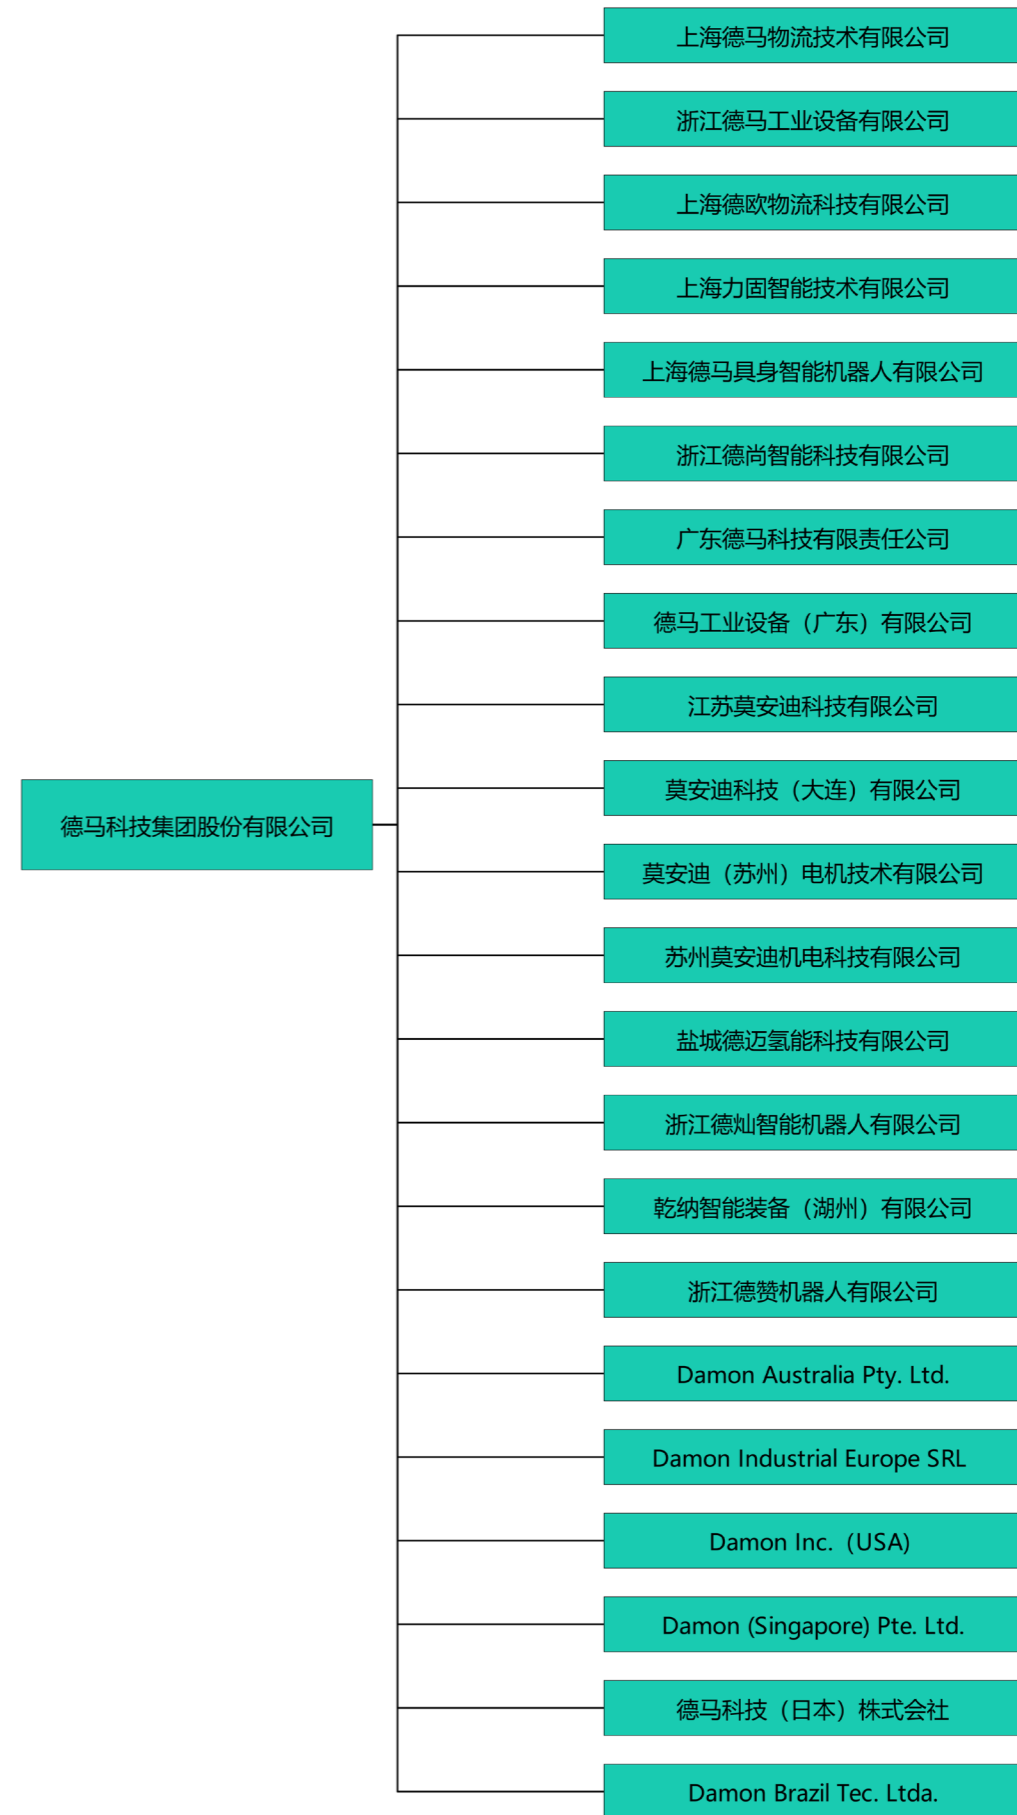 上海德马物流技术有限公司
浙江德马工业设备有限公司
上海德欧物流科技有限公司
上海力固智能技术有限公司
上海德马具身智能机器人有限公司
浙江德尚智能科技有限公司
广东德马科技有限责任公司
德马工业设备（广东）有限公司
江苏莫安迪科技有限公司
莫安迪科技（大连）有限公司
德马科技集团股份有限公司
莫安迪（苏州）电机技术有限公司
苏州莫安迪机电科技有限公司
盐城德迈氢能科技有限公司
浙江德灿智能机器人有限公司
乾纳智能装备（湖州）有限公司
浙江德赞机器人有限公司
Damon Australia Pty. Ltd.
Damon Industrial Europe SRL
Damon Inc.（USA)
Damon (Singapore) Pte. Ltd.
德马科技（日本）株式会社
Damon Brazil Tec. Ltda.